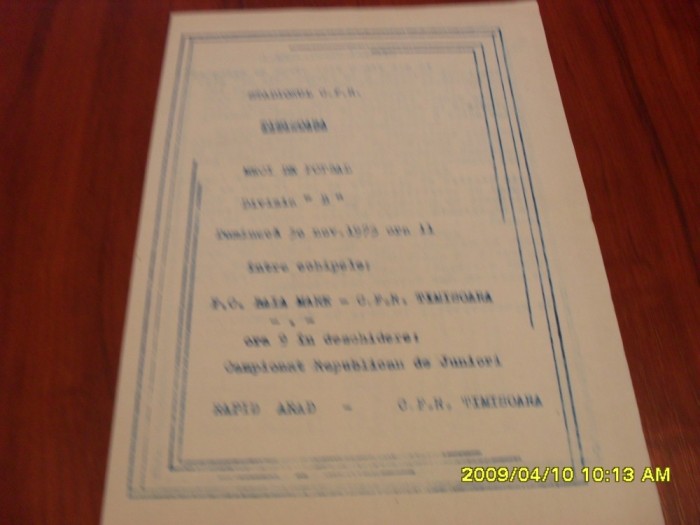 STADIONUL C.F.R.
TIMISOARA
MECI DE FOTBAL
Divizia " B "
Duminică nov. ora 11
între echipele:
F.C. BAIA MARE - C.F.R. TIMISOARA
- . -
ora 9 în deschidere:
Campionat Republican de Juniori
RAPID ARAD - C.F.R. TIMISOARA
2009/04/10 10:13 AM